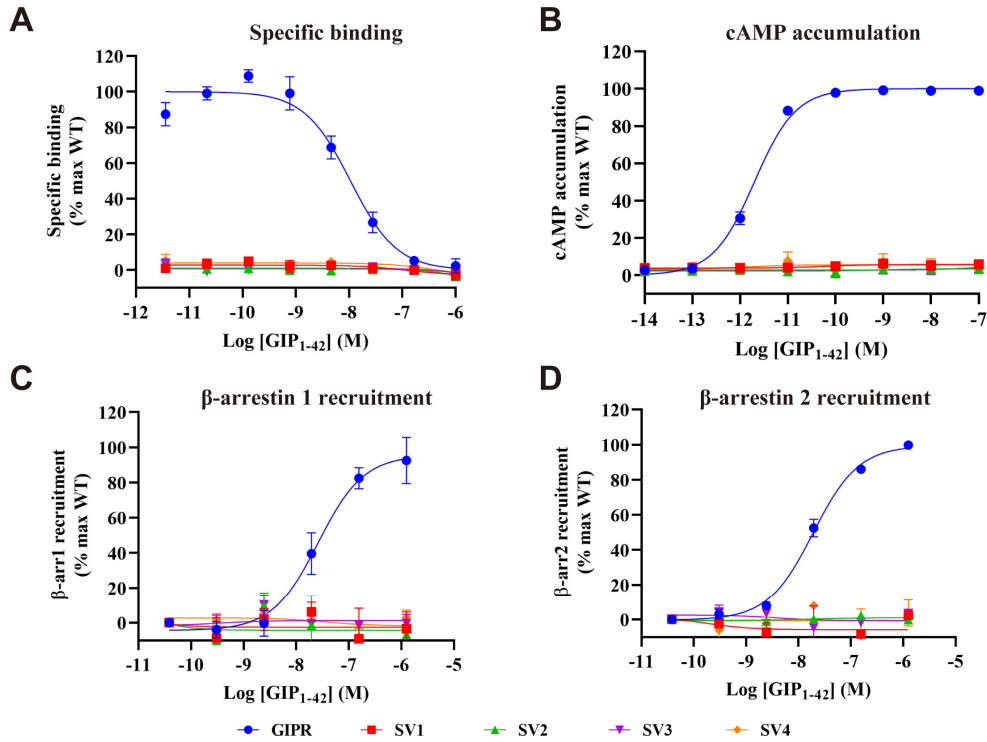 A
Specific binding
Specific binding
(% max WT)
120
100
80
60
40
20
0
-12 -11 -10 -9 -8 -7 -6
Log [GIP₁₋₄₂] (M)
B
cAMP accumulation
cAMP accumulation
(% max WT)
120
100
80
60
40
20
0
-14 -13 -12 -11 -10 -9 -8 -7
Log [GIP₁₋₄₂] (M)
C
β-arrestin 1 recruitment
β-arr1 recruitment
(% max WT)
120
100
80
60
40
20
0
-11 -10 -9 -8 -7 -6 -5
Log [GIP₁₋₄₂] (M)
D
β-arrestin 2 recruitment
β-arr2 recruitment
(% max WT)
120
100
80
60
40
20
0
-11 -10 -9 -8 -7 -6 -5
Log [GIP₁₋₄₂] (M)
GIPR SV1 SV2 SV3 SV4